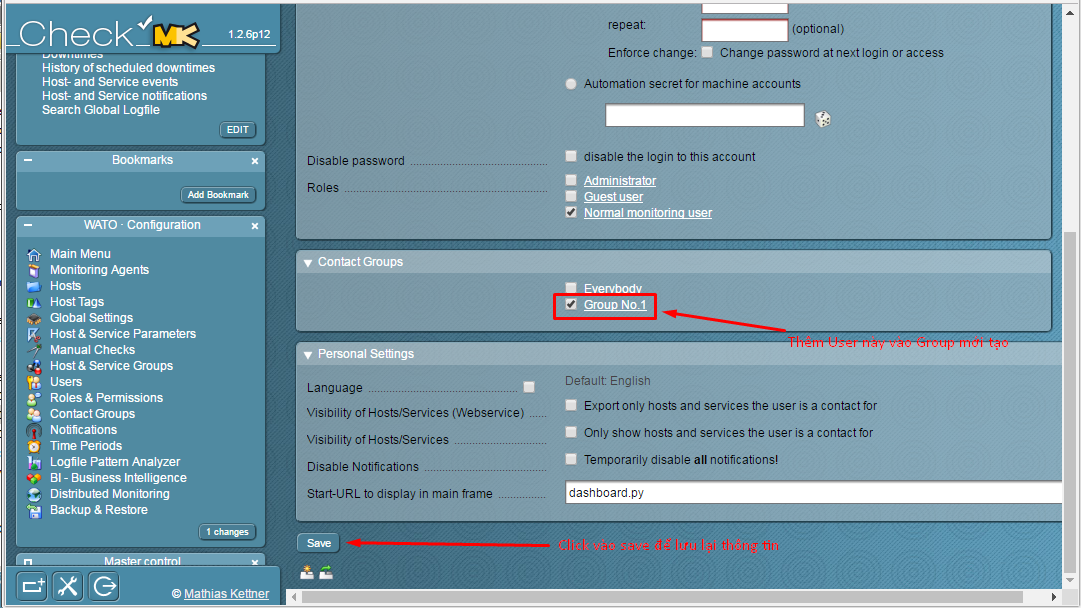 Check MK 1.2.6p12
Downtimes
History of scheduled downtimes
Host- and Service events
Host- and Service notifications
Search Global Logfile
EDIT
Bookmarks
Add Bookmark
WATO · Configuration
Main Menu
Monitoring Agents
Hosts
Host Tags
Global Settings
Host & Service Parameters
Manual Checks
Host & Service Groups
Users
Roles & Permissions
Contact Groups
Notifications
Time Periods
Logfile Pattern Analyzer
BI - Business Intelligence
Distributed Monitoring
Backup & Restore
1 changes
Master control
© Mathias Kettner
repeat: (optional)
Enforce change: Change password at next login or access
Automation secret for machine accounts
Disable password disable the login to this account
Roles Administrator
Guest user
Normal monitoring user
Contact Groups
Everybody
Group No.1
Thêm User này vào Group mới tạo
Personal Settings
Language Default: English
Visibility of Hosts/Services (Webservice) Export only hosts and services the user is a contact for
Visibility of Hosts/Services Only show hosts and services the user is a contact for
Disable Notifications Temporarily disable all notifications!
Start-URL to display in main frame dashboard.py
Save Click vào save để lưu lại thông tin